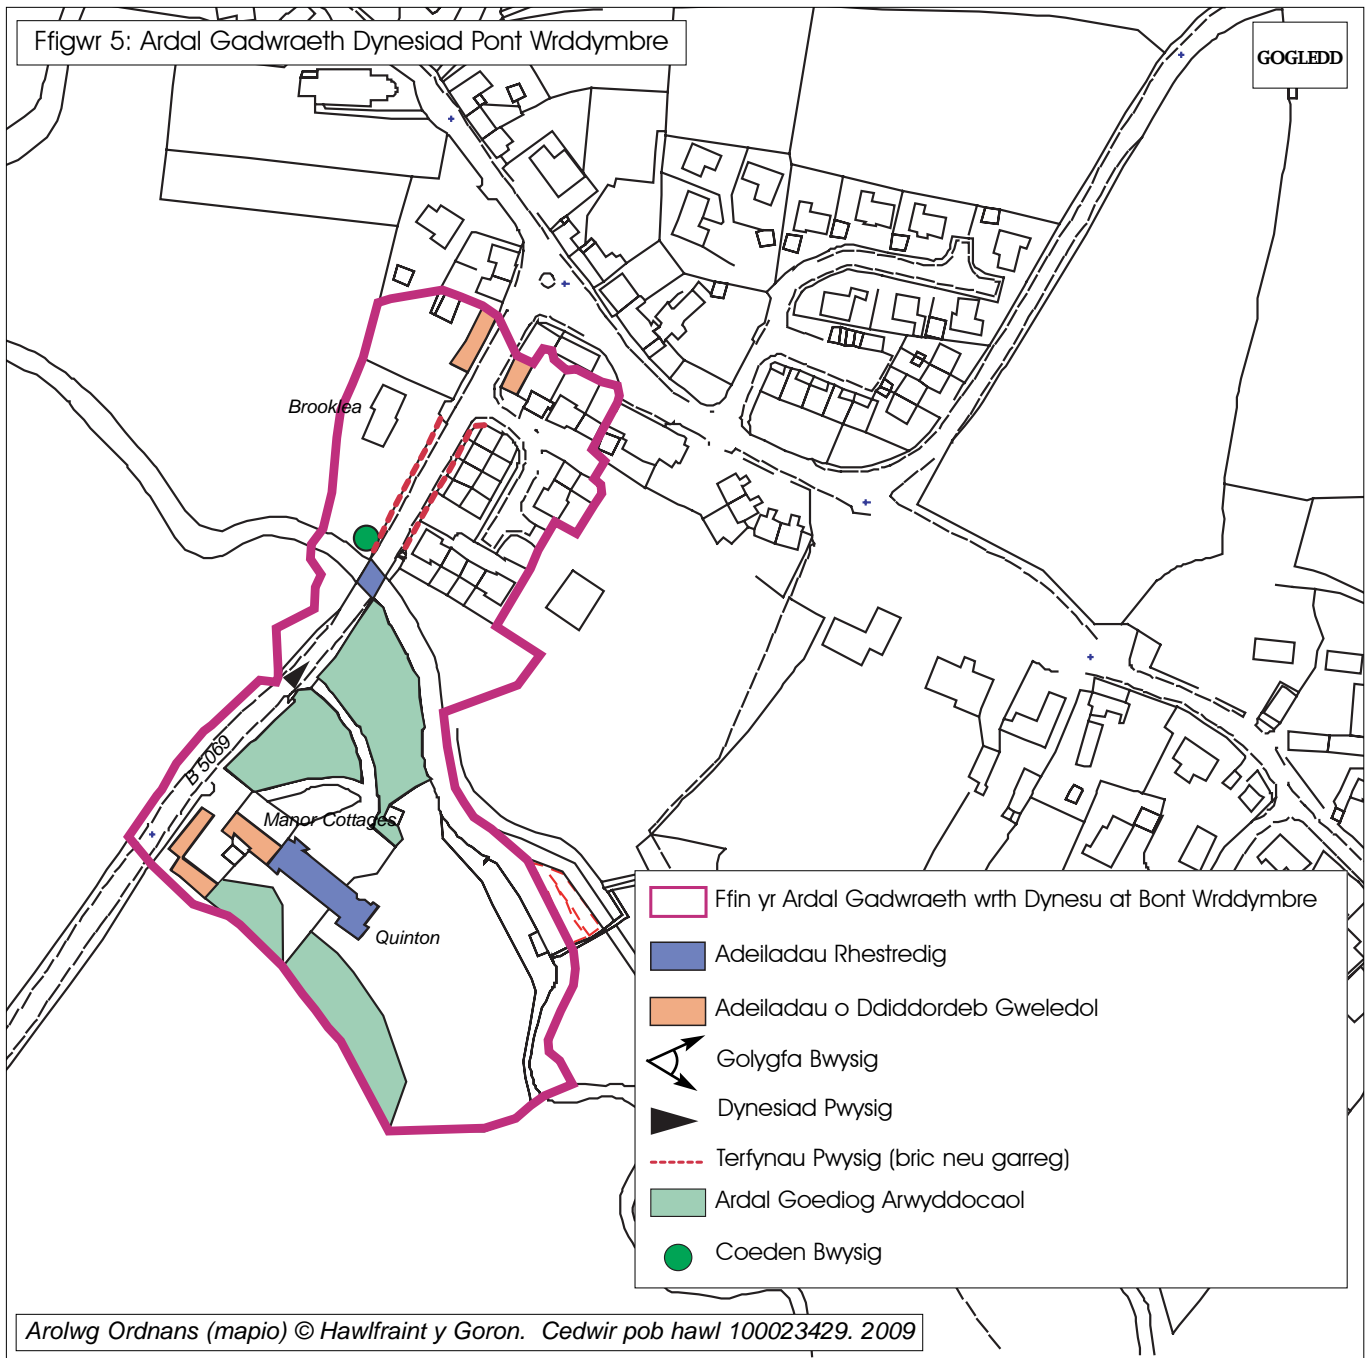 Ffigwr 5: Ardal Gadwraeth Dynesiad Pont Wrddymbre
GOGLEDD
Brooklea
B 5069
Manor Cottages
Quinton
Ffin yr Ardal Gadwraeth wrth Dynesu at Bont Wrddymbre
Adeiladau Rhestredig
Adeiladau o Ddiddordeb Gweledol
Golygfa Bwysig
Dynesiad Pwysig
Terfynau Pwysig (bric neu garreg)
Ardal Goediog Arwyddocaol
Coeden Bwysig
Arolwg Ordnans (mapio) © Hawlfraint y Goron. Cedwir pob hawl 100023429. 2009